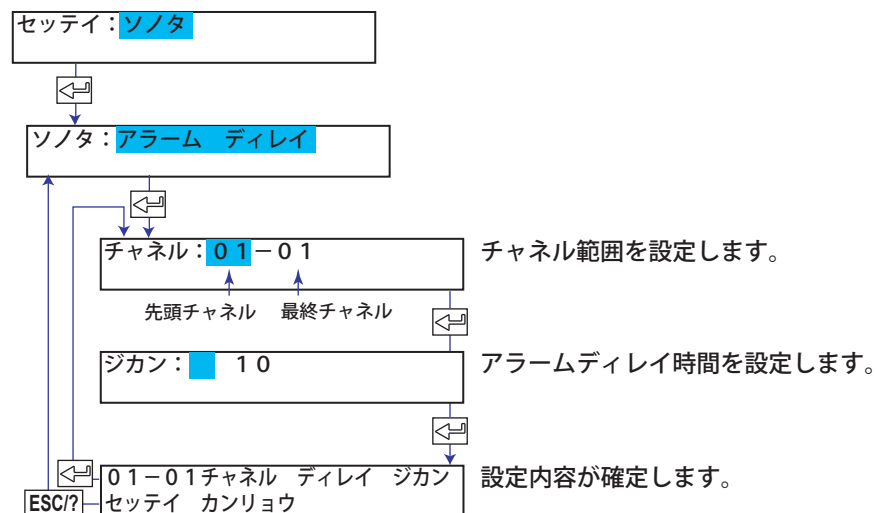 セッテイ：ソノタ
ソノタ：アラーム　ディレイ
チャネル：０１－０１
チャネル範囲を設定します。
先頭チャネル　最終チャネル
ジカン：　１０
アラームディレイ時間を設定します。
０１－０１チャネル　ディレイ　ジカン
設定内容が確定します。
ESC/?
セッテイ　カンリョウ